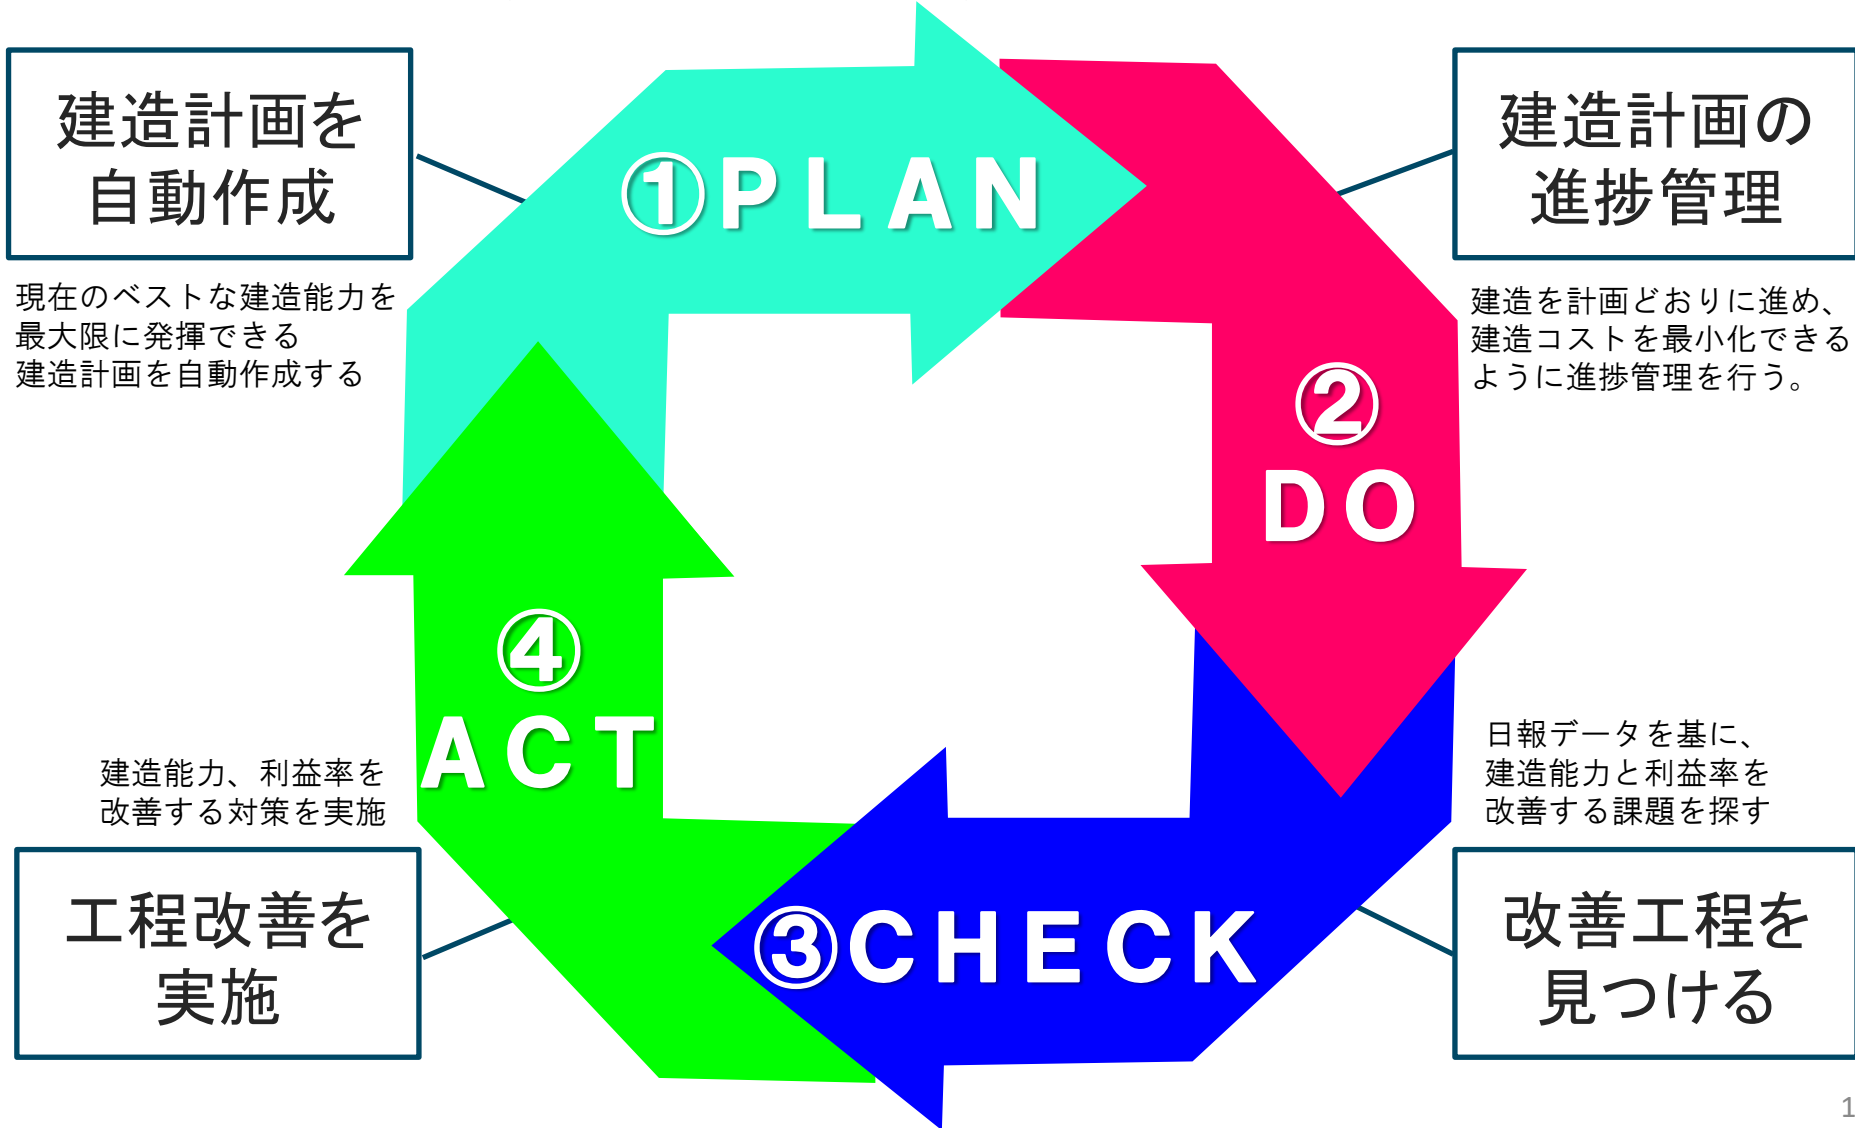 建造計画を
自動作成
現在のベストな建造能力を
最大限に発揮できる
建造計画を自動作成する
①ＰＬＡＮ
建造計画の
進捗管理
建造を計画どおりに進め、
建造コストを最小化できる
ように進捗管理を行う。
②
ＤＯ
日報データを基に、
建造能力と利益率を
改善する課題を探す
改善工程を
見つける
③ＣＨＥＣＫ
④
ＡＣＴ
建造能力、利益率を
改善する対策を実施
工程改善を
実施
1